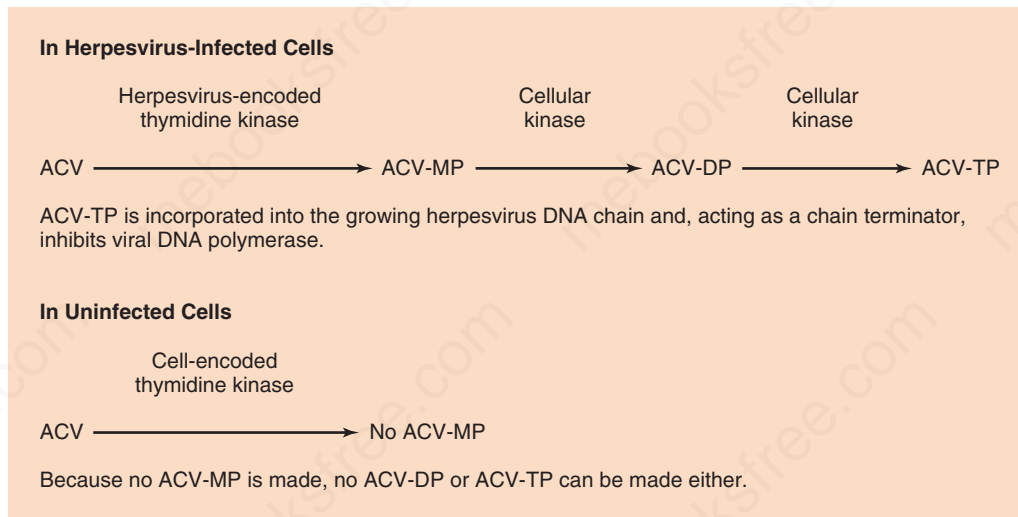 In Herpesvirus-Infected Cells
Herpesvirus-encoded
thymidine kinase
Cellular
kinase
Cellular
kinase
ACV ACV-MP ACV-DP ACV-TP
ACV-TP is incorporated into the growing herpesvirus DNA chain and, acting as a chain terminator,
inhibits viral DNA polymerase.
In Uninfected Cells
Cell-encoded
thymidine kinase
ACV No ACV-MP
Because no ACV-MP is made, no ACV-DP or ACV-TP can be made either.
mebooksfree.com